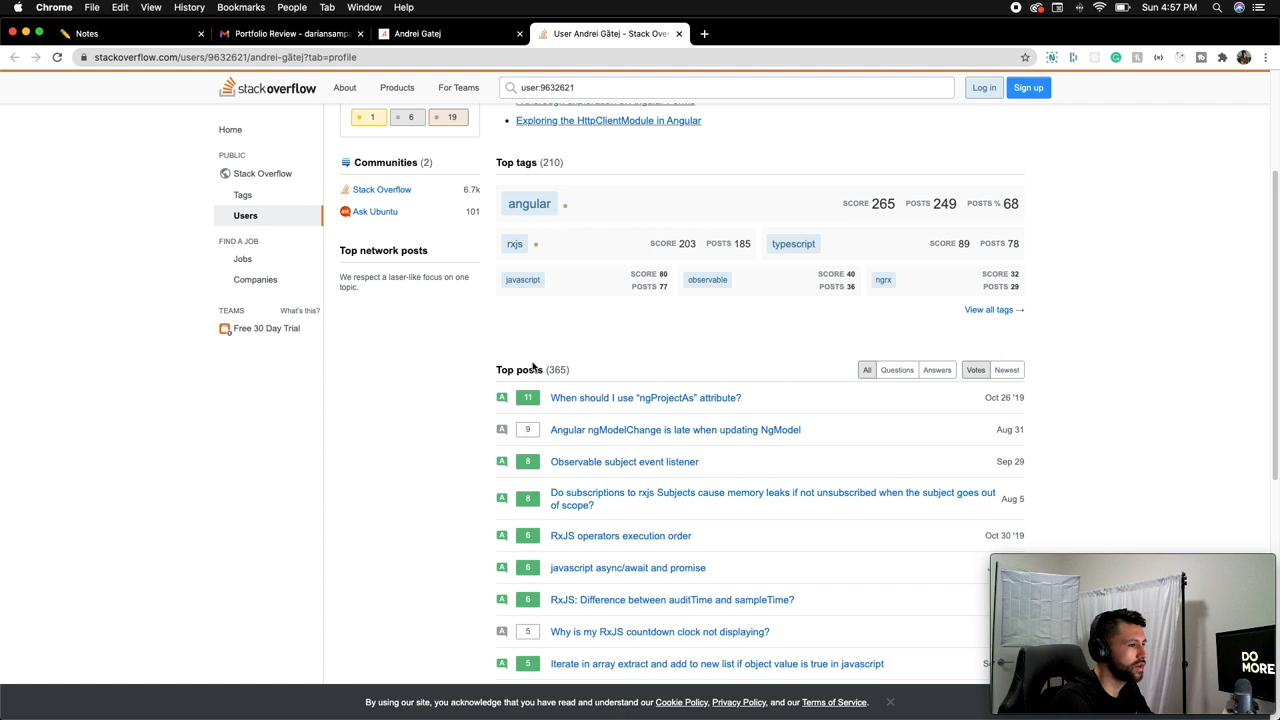 Chrome File Edit View History Bookmarks People Tab Window Help Sun 4:57 PM
Notes
Portfolio Review - dariansampa
Andrei Gatej
User Andrei Gătej - Stack Over
stackoverflow.com/users/9632621/andrei-gătej?tab=profile
stackoverflow About Products For Teams user:9632621 Log in Sign up
Home
PUBLIC
Stack Overflow
Tags
Users
FIND A JOB
Jobs
Companies
TEAMS What's this?
Free 30 Day Trial
1 6 19
Communities (2)
Stack Overflow 6.7k
Ask Ubuntu 101
Top network posts
We respect a laser-like focus on one
topic.
Exploring the HttpClientModule in Angular
Top tags (210)
angular SCORE 265 POSTS 249 POSTS % 68
rxjs SCORE 203 POSTS 185 typescript SCORE 89 POSTS 78
javascript SCORE 80 POSTS 77 observable SCORE 40 POSTS 36 ngrx SCORE 32 POSTS 29
View all tags →
Top posts (365) All Questions Answers Votes Newest
A 11 When should I use “ngProjectAs” attribute? Oct 26 '19
A 9 Angular ngModelChange is late when updating NgModel Aug 31
A 8 Observable subject event listener Sep 29
A 8 Do subscriptions to rxjs Subjects cause memory leaks if not unsubscribed when the subject goes out
of scope? Aug 5
A 6 RxJS operators execution order Oct 30 '19
A 6 javascript async/await and promise
A 6 RxJS: Difference between auditTime and sampleTime?
A 5 Why is my RxJS countdown clock not displaying?
A 5 Iterate in array extract and add to new list if object value is true in javascript
By using our site, you acknowledge that you have read and understand our Cookie Policy, Privacy Policy, and our Terms of Service.
DO
MORE